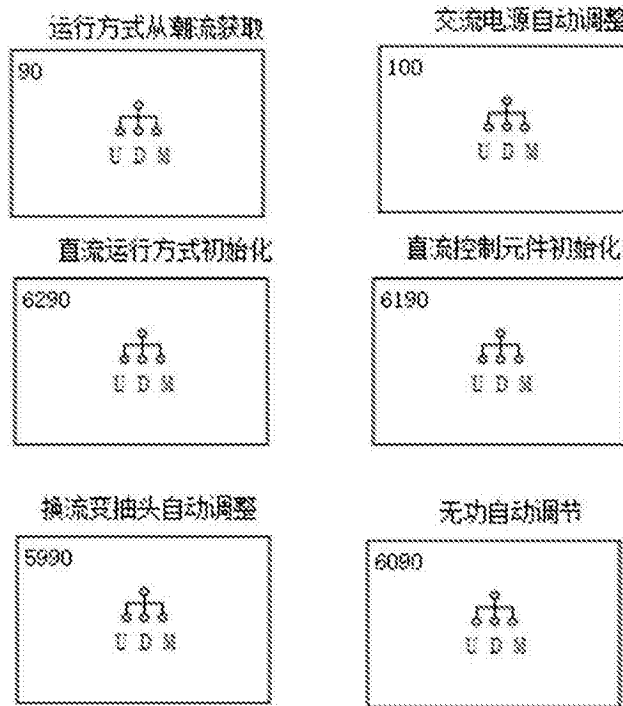 运行方式从潮流获取
交流电源自动调整
90
100
U D M
U D M
直流运行方式初始化
直流控制元件初始化
6290
6190
U D M
U D M
换流变抽头自动调整
无功自动调节
5990
6090
U D M
U D M